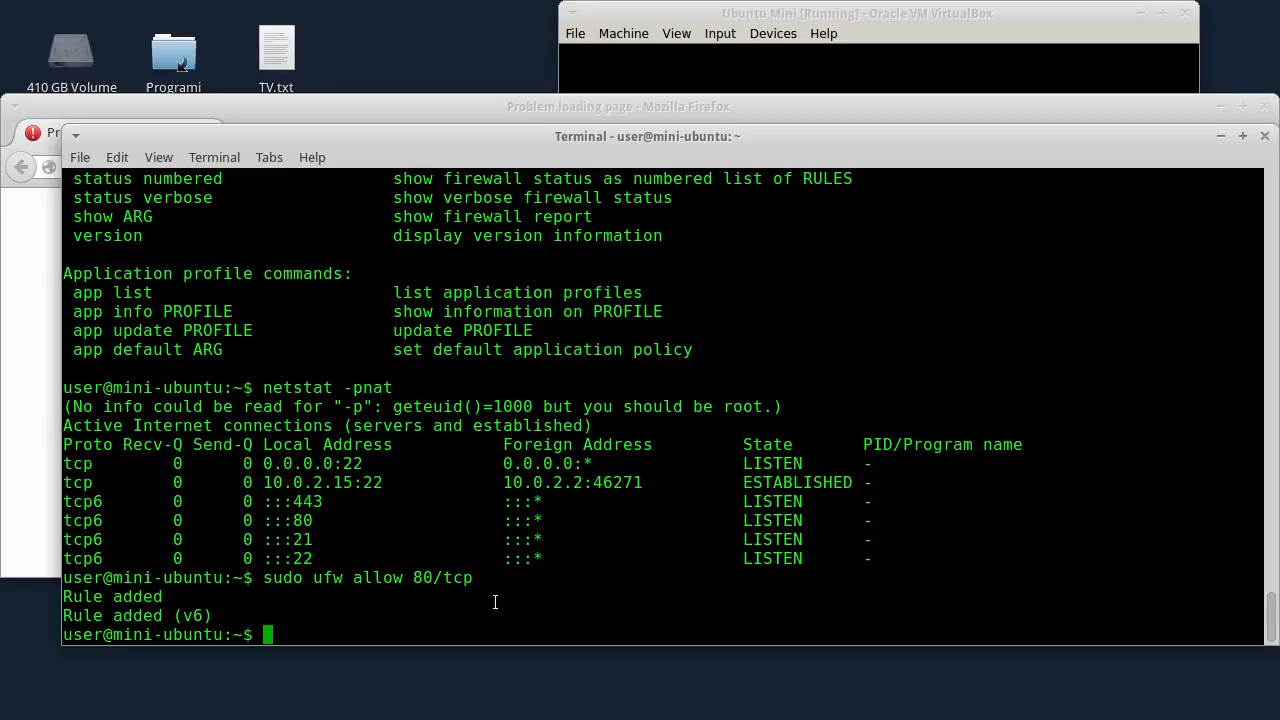 Ubuntu Mini [Running] - Oracle VM VirtualBox
File Machine View Input Devices Help
410 GB Volume
Programi
TV.txt
Problem loading page - Mozilla Firefox
Pr
Terminal - user@mini-ubuntu: ~
File Edit View Terminal Tabs Help
status numbered show firewall status as numbered list of RULES
status verbose show verbose firewall status
show ARG show firewall report
version display version information
Application profile commands:
app list list application profiles
app info PROFILE show information on PROFILE
app update PROFILE update PROFILE
app default ARG set default application policy
user@mini-ubuntu:~$ netstat -pnat
(No info could be read for "-p": geteuid()=1000 but you should be root.)
Active Internet connections (servers and established)
Proto Recv-Q Send-Q Local Address Foreign Address State PID/Program name
tcp 0 0 0.0.0.0:22 0.0.0.0:* LISTEN -
tcp 0 0 10.0.2.15:22 10.0.2.2:46271 ESTABLISHED -
tcp6 0 0 :::443 :::* LISTEN -
tcp6 0 0 :::80 :::* LISTEN -
tcp6 0 0 :::21 :::* LISTEN -
tcp6 0 0 :::22 :::* LISTEN -
user@mini-ubuntu:~$ sudo ufw allow 80/tcp
Rule added
Rule added (v6)
user@mini-ubuntu:~$